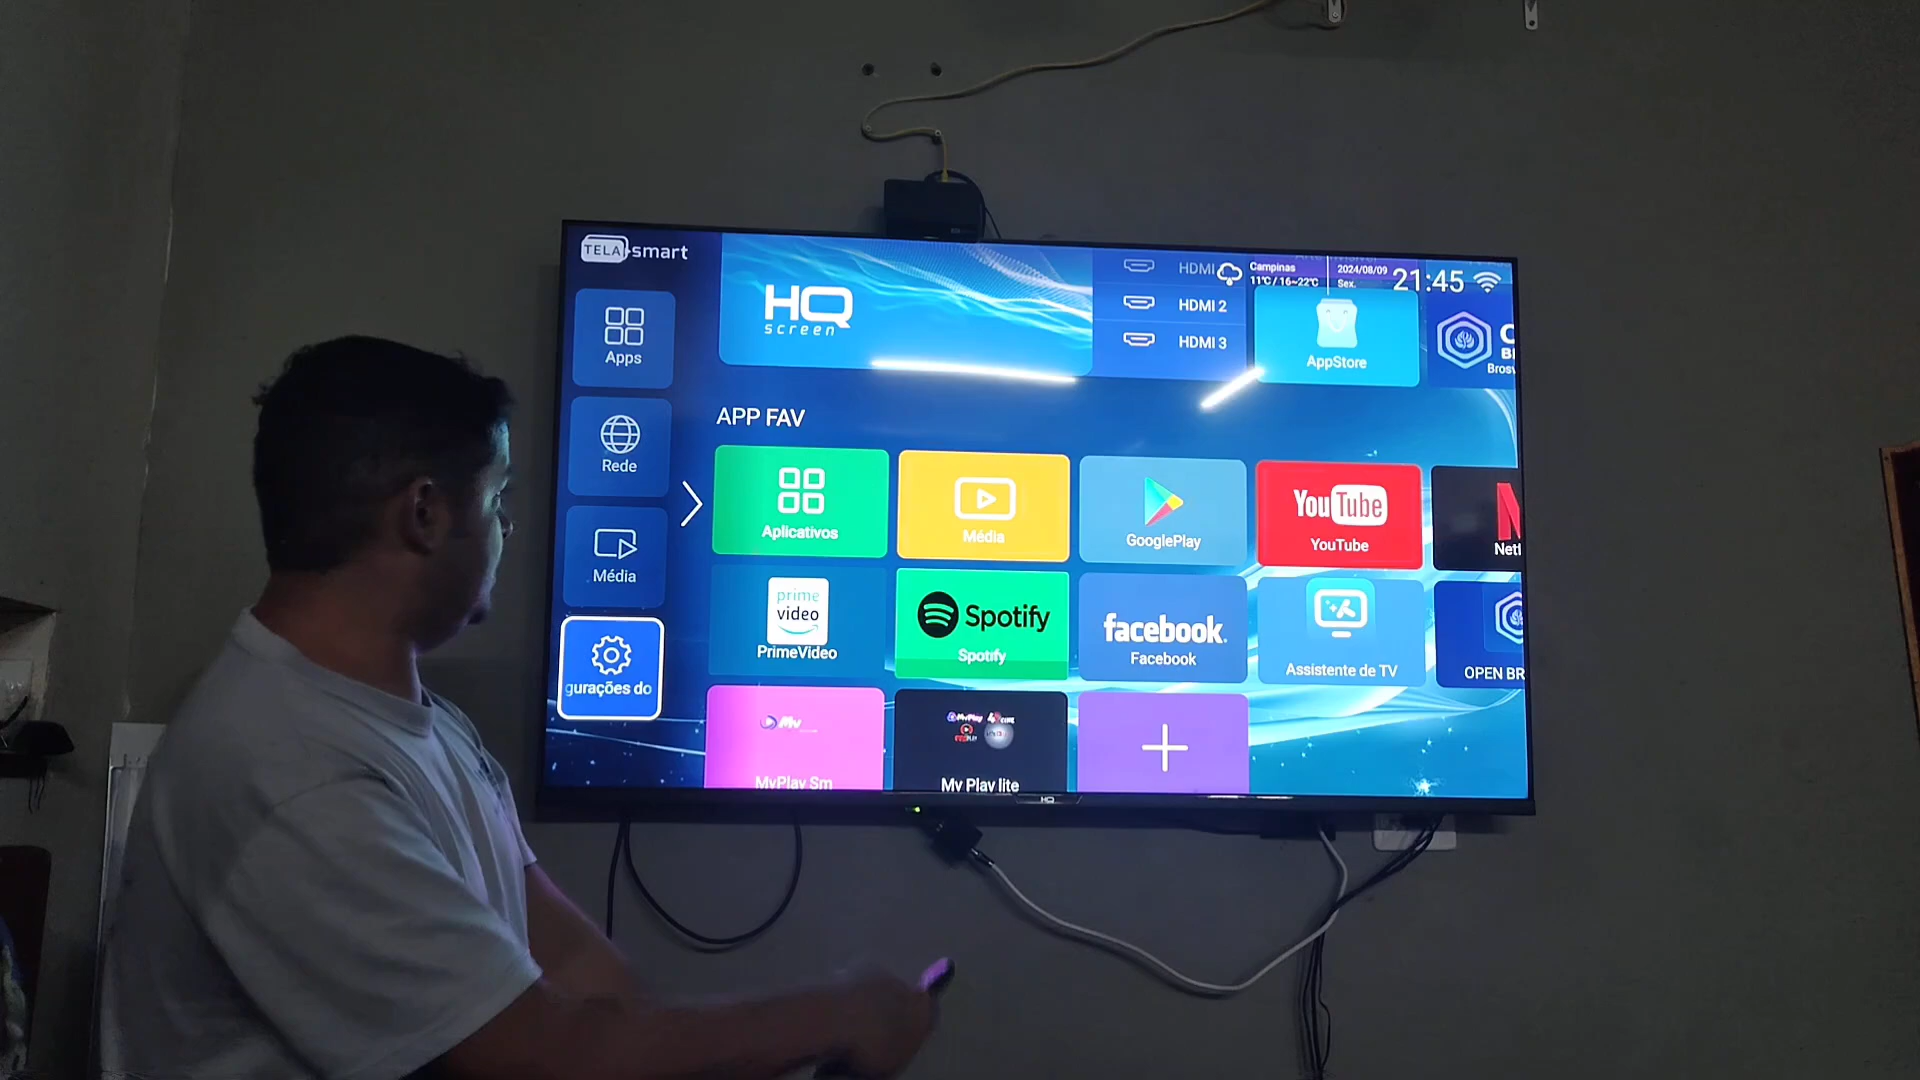 TELA smart
HQ
screen
HDMI
HDMI 2
HDMI 3
Campinas
11°C / 16~22°C
2024/08/09
Sex.
21:45
AppStore
Apps
Rede
Média
gurações do
APP FAV
Aplicativos
Média
GooglePlay
YouTube
YouTube
Netf
prime
video
PrimeVideo
Spotify
Spotify
facebook.
Facebook
Assistente de TV
OPEN BR
MyPlay Sm
My Play lite
HQ